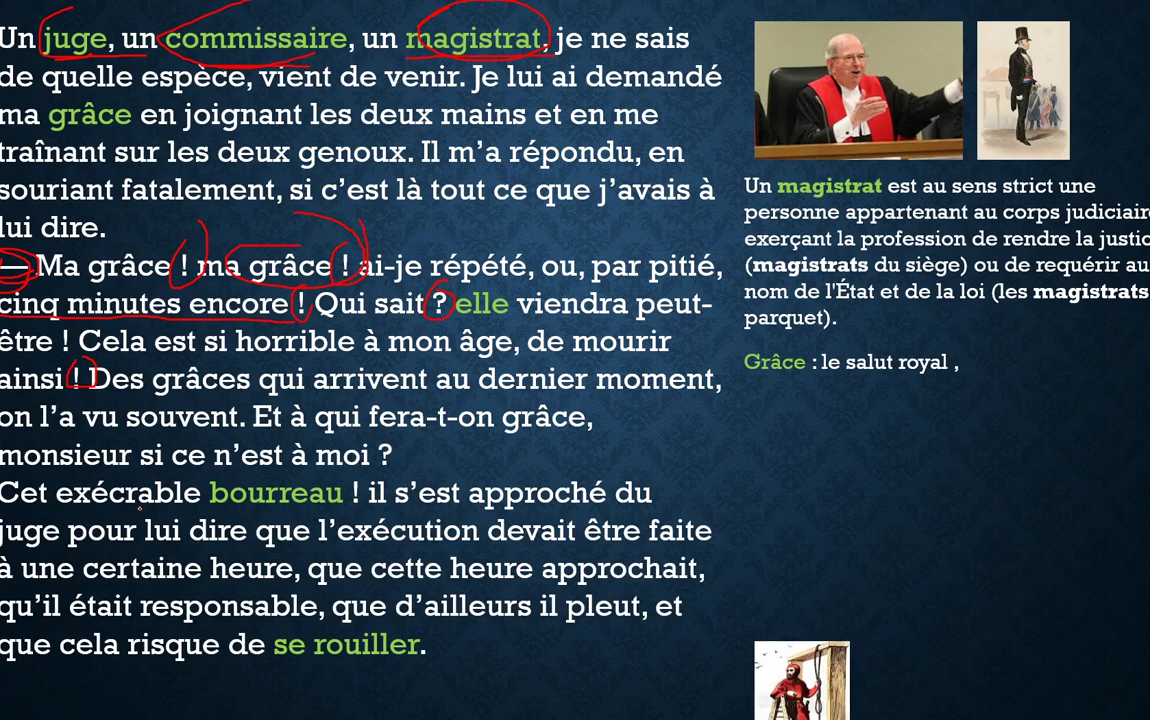 Un juge, un commissaire, un magistrat, je ne sais
de quelle espèce, vient de venir. Je lui ai demandé
ma grâce en joignant les deux mains et en me
traînant sur les deux genoux. Il m’a répondu, en
souriant fatalement, si c’est là tout ce que j’avais à
lui dire.
— Ma grâce ! ma grâce ! ai-je répété, ou, par pitié,
cinq minutes encore ! Qui sait ? elle viendra peut-
être ! Cela est si horrible à mon âge, de mourir
ainsi ! Des grâces qui arrivent au dernier moment,
on l’a vu souvent. Et à qui fera-t-on grâce,
monsieur si ce n’est à moi ?
Cet exécrable bourreau ! il s’est approché du
juge pour lui dire que l’exécution devait être faite
à une certaine heure, que cette heure approchait,
qu’il était responsable, que d’ailleurs il pleut, et
que cela risque de se rouiller.
Un magistrat est au sens strict une
personne appartenant au corps judiciaire
exerçant la profession de rendre la justic
(magistrats du siège) ou de requérir au
nom de l'État et de la loi (les magistrats
parquet).
Grâce : le salut royal ,